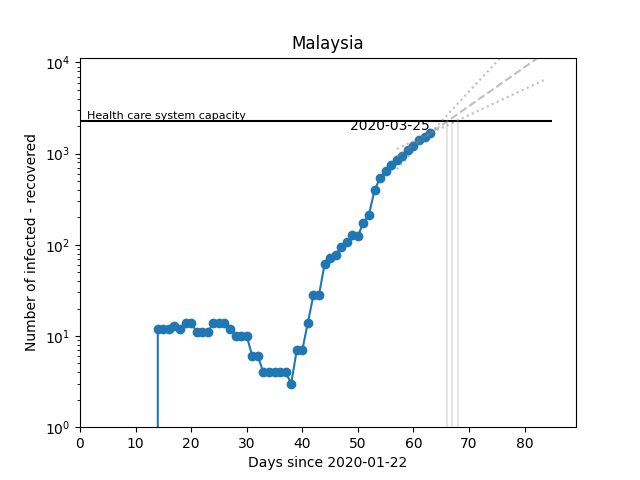 Malaysia
Number of infected - recovered
10⁴
10³
10²
10¹
10⁰
Health care system capacity
2020-03-25
0 10 20 30 40 50 60 70 80
Days since 2020-01-22